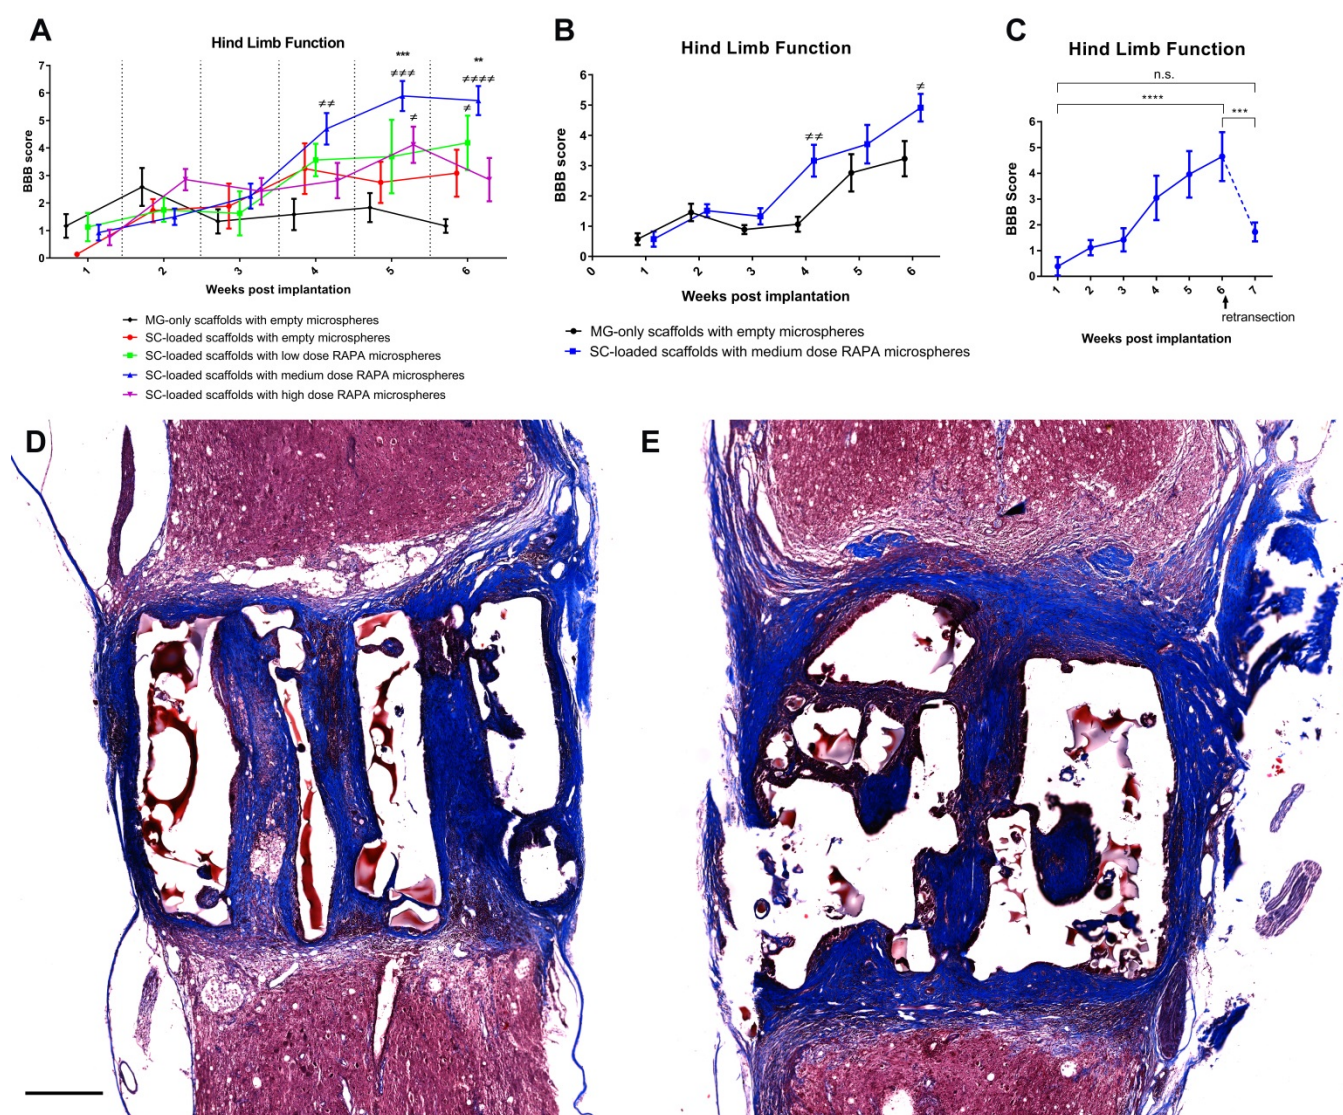 A
Hind Limb Function
BBB score
7
6
5
4
3
2
1
0
***
**
≠≠≠
≠≠≠≠
≠≠
≠
≠
1 2 3 4 5 6
Weeks post implantation
MG-only scaffolds with empty microspheres
SC-loaded scaffolds with empty microspheres
SC-loaded scaffolds with low dose RAPA microspheres
SC-loaded scaffolds with medium dose RAPA microspheres
SC-loaded scaffolds with high dose RAPA microspheres
B
Hind Limb Function
BBB score
6
5
4
3
2
1
0
≠
≠≠
0 1 2 3 4 5 6
Weeks post implantation
MG-only scaffolds with empty microspheres
SC-loaded scaffolds with medium dose RAPA microspheres
C
Hind Limb Function
n.s.
****
***
BBB Score
6
5
4
3
2
1
0
1 2 3 4 5 6 7
retransection
Weeks post implantation
D
E